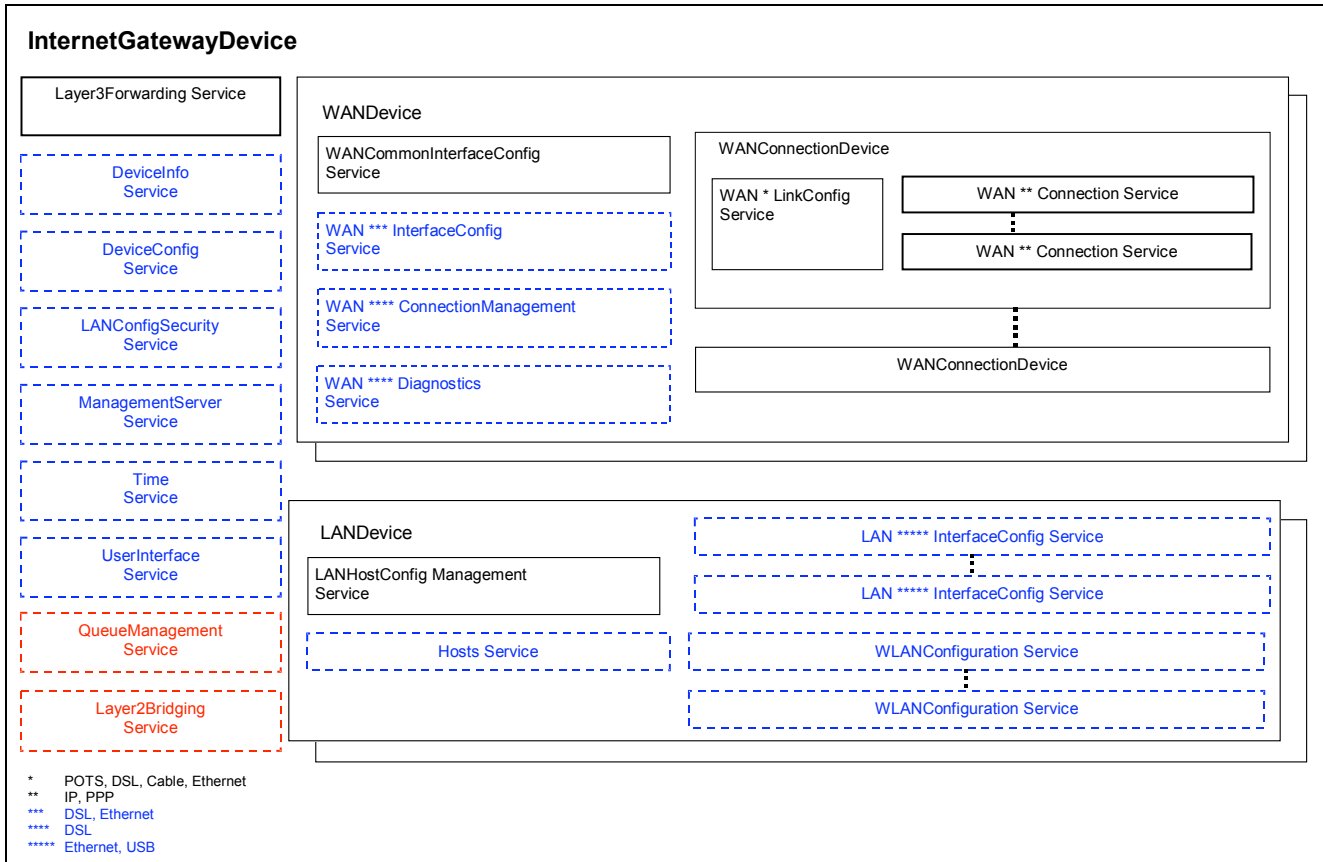 InternetGatewayDevice
Layer3Forwarding Service
DeviceInfo
Service
DeviceConfig
Service
LANConfigSecurity
Service
ManagementServer
Service
Time
Service
UserInterface
Service
QueueManagement
Service
Layer2Bridging
Service
WANDevice
WANCommonInterfaceConfig
Service
WAN *** InterfaceConfig
Service
WAN **** ConnectionManagement
Service
WAN **** Diagnostics
Service
WANConnectionDevice
WAN * LinkConfig
Service
WAN ** Connection Service
WAN ** Connection Service
WANConnectionDevice
LANDevice
LANHostConfig Management
Service
Hosts Service
LAN ***** InterfaceConfig Service
LAN ***** InterfaceConfig Service
WLANConfiguration Service
WLANConfiguration Service
* POTS, DSL, Cable, Ethernet
** IP, PPP
*** DSL, Ethernet
**** DSL
***** Ethernet, USB